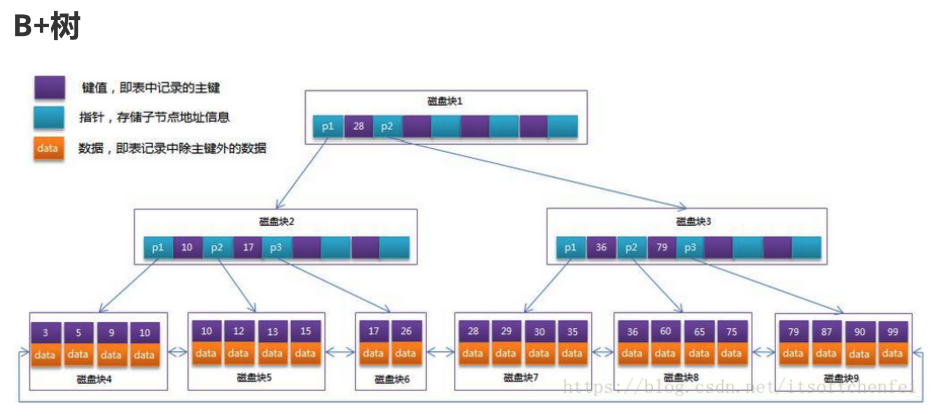 B+树
键值，即表中记录的主键
指针，存储子节点地址信息
data 数据，即表记录中除主键外的数据
磁盘块1
p1 28 p2
磁盘块2
p1 10 p2 17 p3
磁盘块3
p1 36 p2 79 p3
3 5 9 10
data data data data
磁盘块4
10 12 13 15
data data data data
磁盘块5
17 26
data data
磁盘块6
28 29 30 35
data data data data
磁盘块7
36 60 65 75
data data data data
磁盘块8
79 87 90 99
data data data data
磁盘块9
https://blog.csdn.net/itsoftchenfei